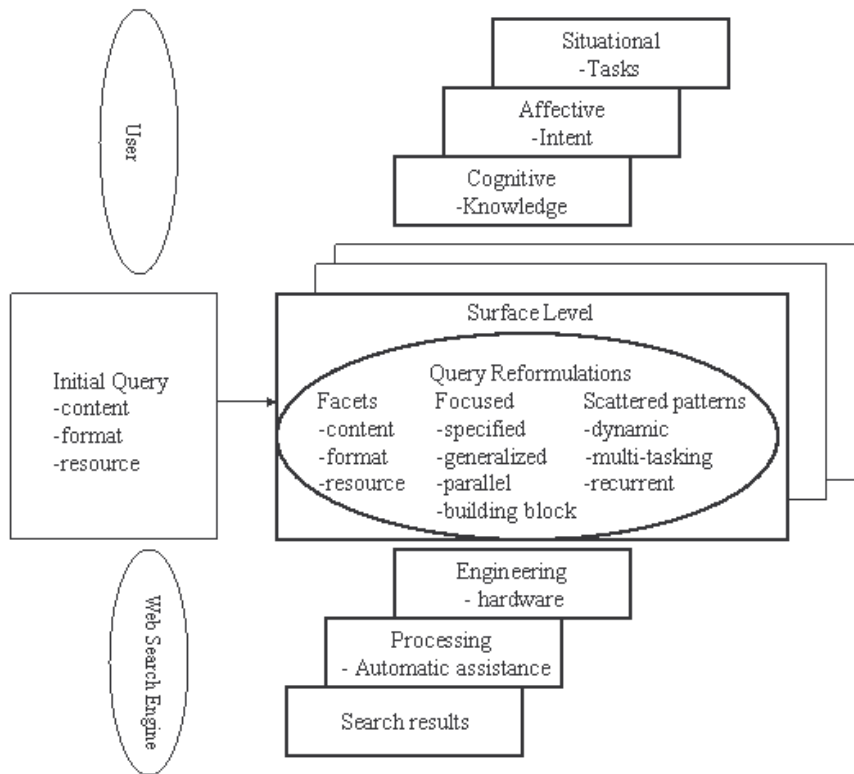 Situational
-Tasks
Affective
-Intent
Cognitive
-Knowledge
User
Surface Level
Initial Query
-content
-format
-resource
Query Reformulations
Facets
-content
-format
-resource
Focused
-specified
-generalized
-parallel
-building block
Scattered patterns
-dynamic
-multi-tasking
-recurrent
Engineering
- hardware
Processing
- Automatic assistance
Search results
Web Search Engine